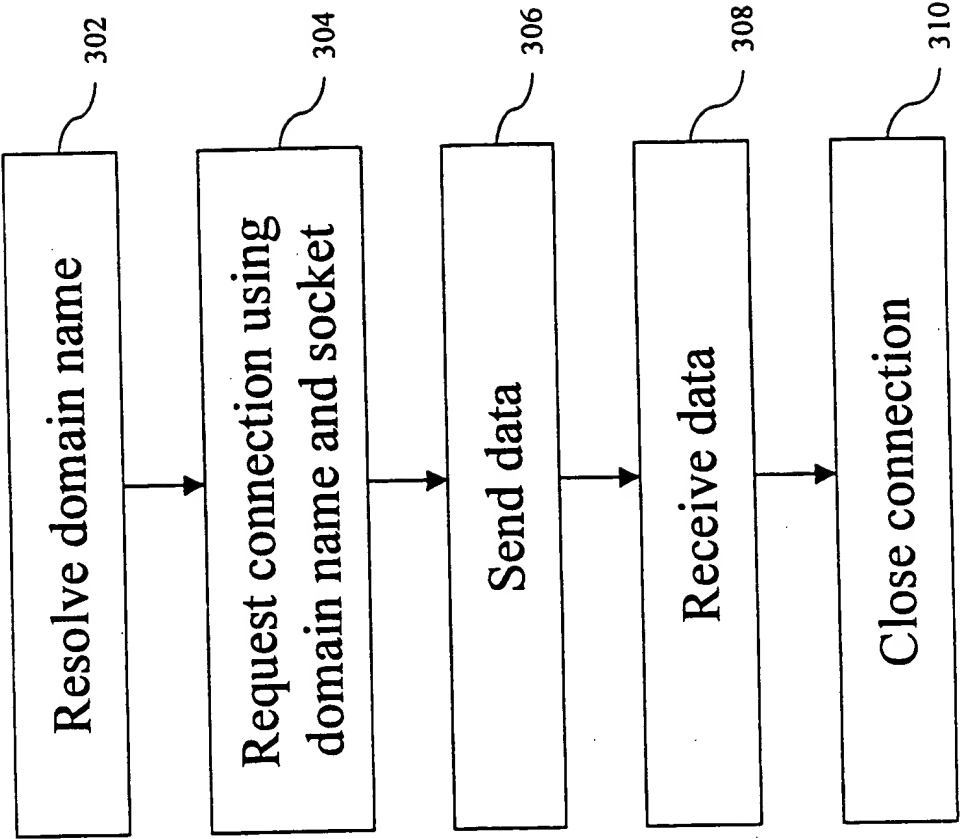 Resolve domain name
302
Request connection using
domain name and socket
304
Send data
306
Receive data
308
Close connection
310